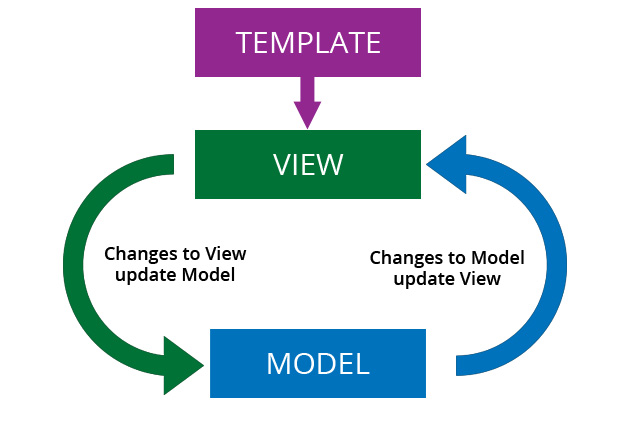 TEMPLATE
VIEW
Changes to View
update Model
Changes to Model
update View
MODEL